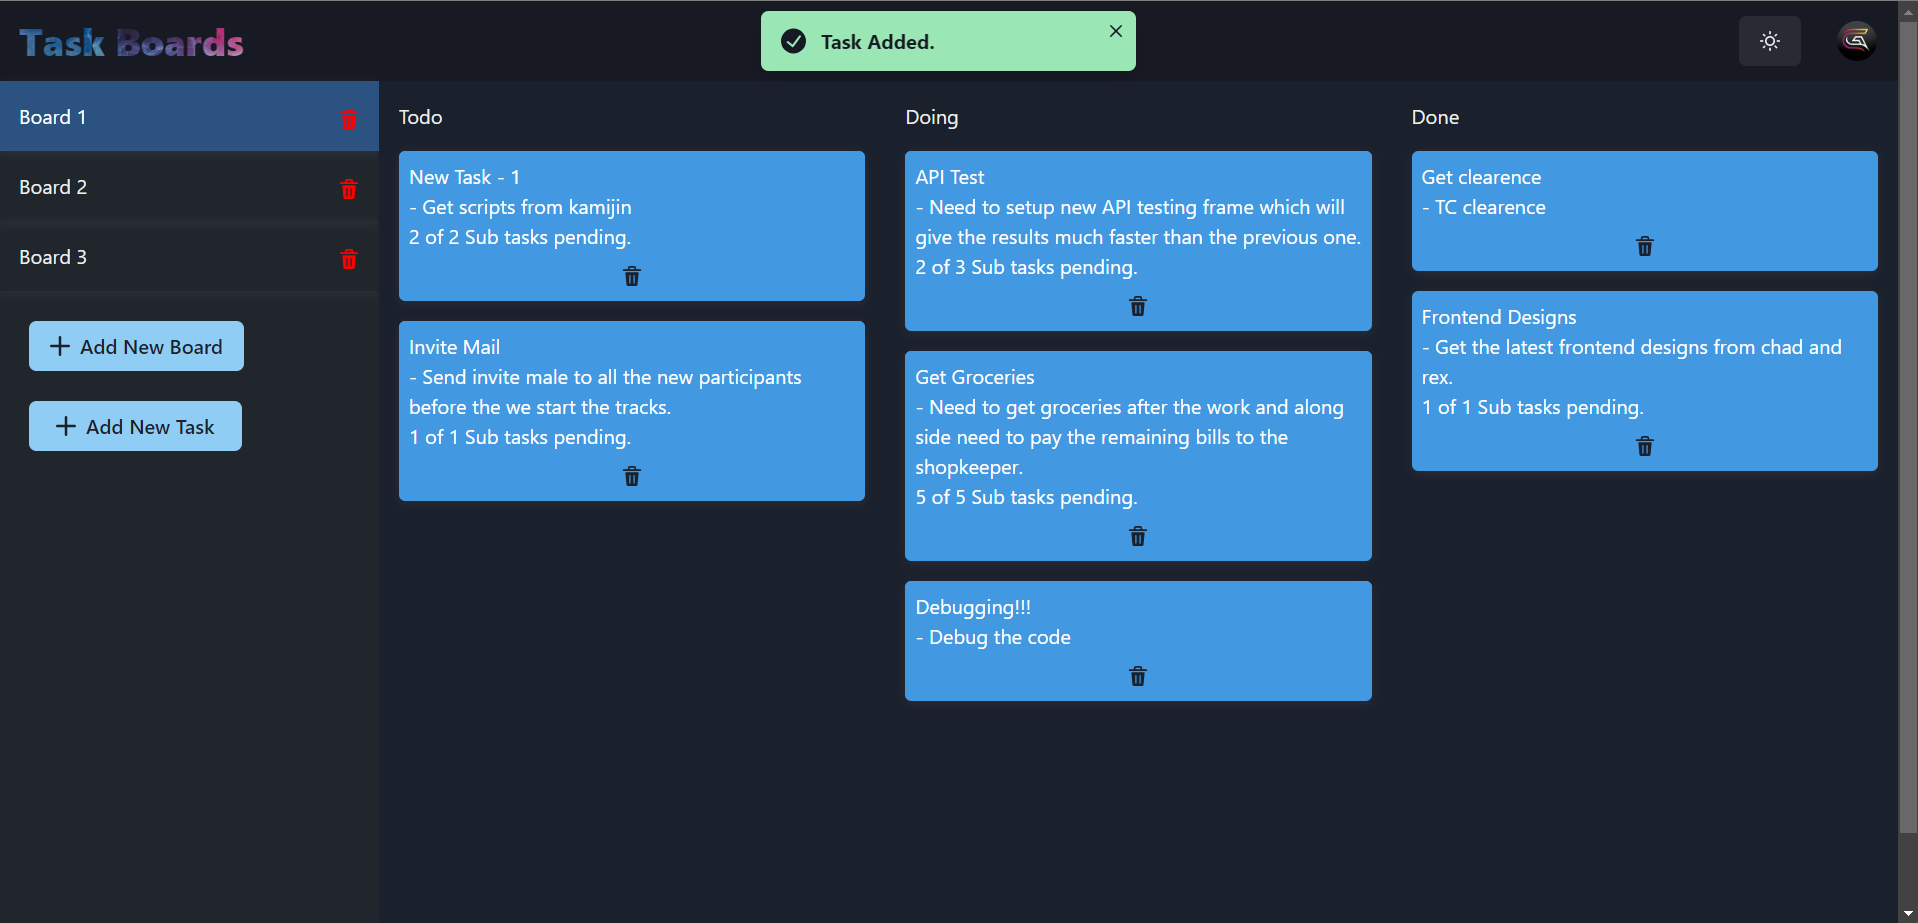 Task Boards
Task Added.
Board 1
Board 2
Board 3
Add New Board
Add New Task
Todo
New Task - 1
- Get scripts from kamijin
2 of 2 Sub tasks pending.
Invite Mail
- Send invite male to all the new participants
before the we start the tracks.
1 of 1 Sub tasks pending.
Doing
API Test
- Need to setup new API testing frame which will
give the results much faster than the previous one.
2 of 3 Sub tasks pending.
Get Groceries
- Need to get groceries after the work and along
side need to pay the remaining bills to the
shopkeeper.
5 of 5 Sub tasks pending.
Debugging!!!
- Debug the code
Done
Get clearence
- TC clearence
Frontend Designs
- Get the latest frontend designs from chad and
rex.
1 of 1 Sub tasks pending.